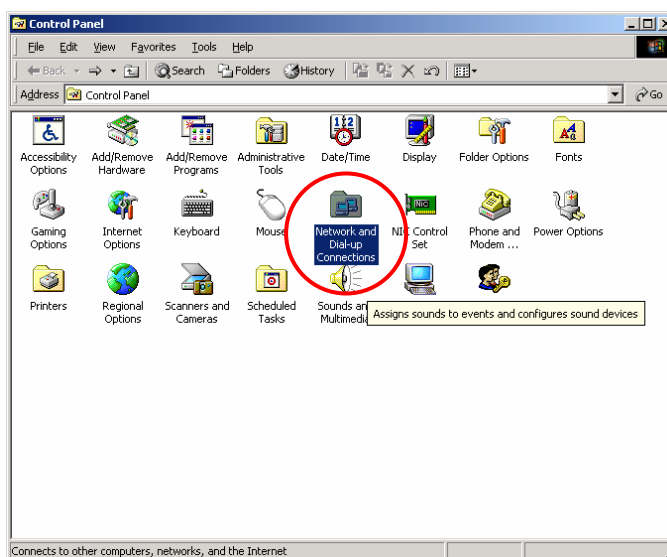 Control Panel
File Edit View Favorites Tools Help
Back Search Folders History
Address Control Panel Go
Accessibility Options
Add/Remove Hardware
Add/Remove Programs
Administrative Tools
Date/Time
Display
Folder Options
Fonts
Gaming Options
Internet Options
Keyboard
Mouse
Network and Dial-up Connections
Control Set
Phone and Modem ...
Power Options
Printers
Regional Options
Scanners and Cameras
Scheduled Tasks
Sounds an
Multimedia
Assigns sounds to events and configures sound devices
Connects to other computers, networks, and the Internet